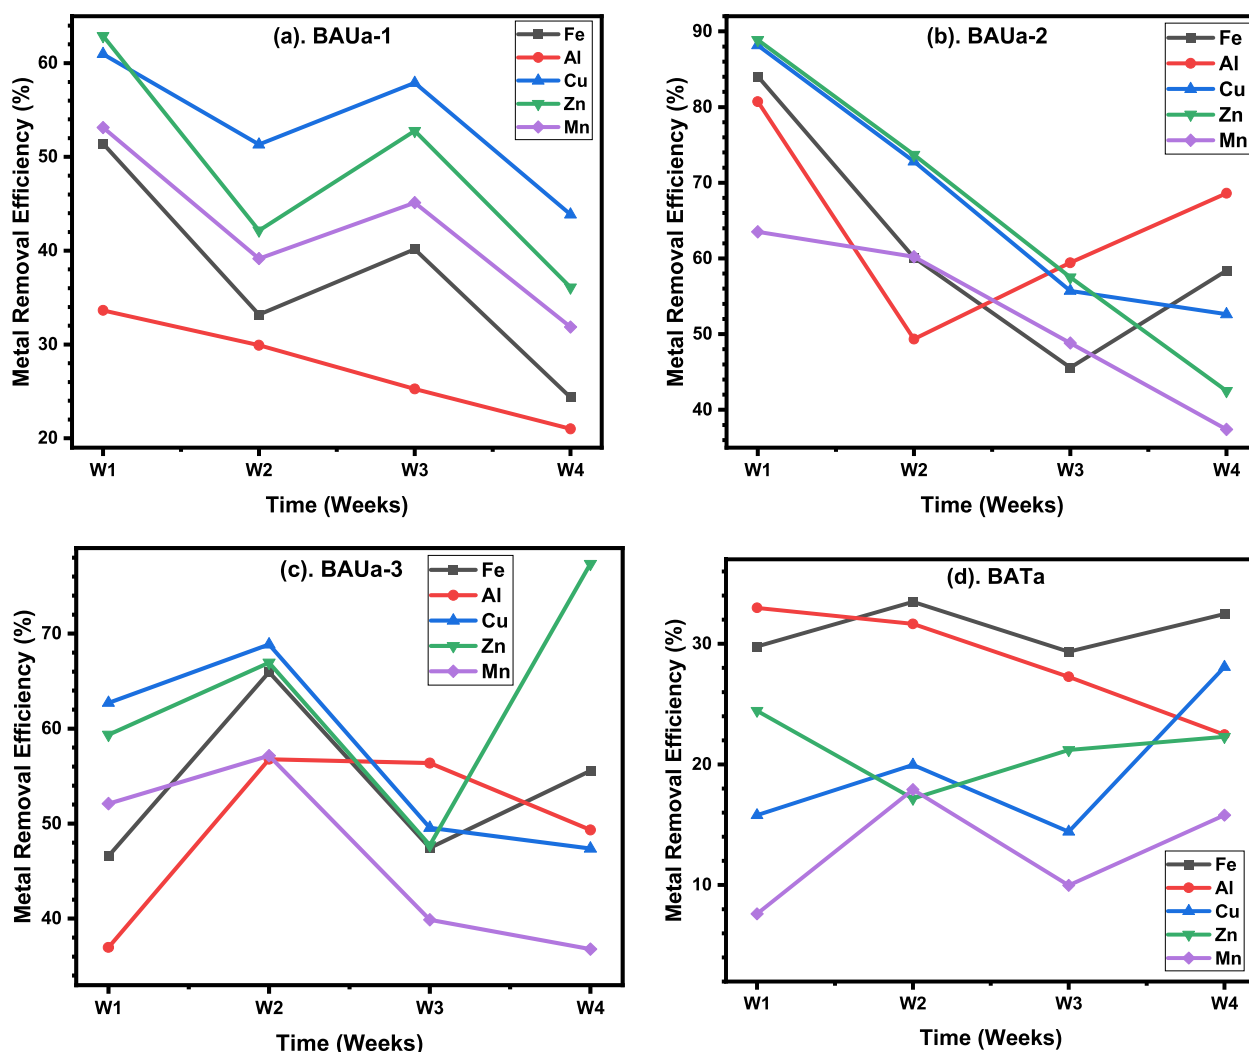 (a). BAUa-1
Fe
Al
Cu
Zn
Mn
Metal Removal Efficiency (%)
60
50
40
30
20
W1 W2 W3 W4
Time (Weeks)
(b). BAUa-2
Fe
Al
Cu
Zn
Mn
Metal Removal Efficiency (%)
90
80
70
60
50
40
W1 W2 W3 W4
Time (Weeks)
(c). BAUa-3
Fe
Al
Cu
Zn
Mn
Metal Removal Efficiency (%)
70
60
50
40
W1 W2 W3 W4
Time (Weeks)
(d). BATa
Metal Removal Efficiency (%)
30
20
10
Fe
Al
Cu
Zn
Mn
W1 W2 W3 W4
Time (Weeks)